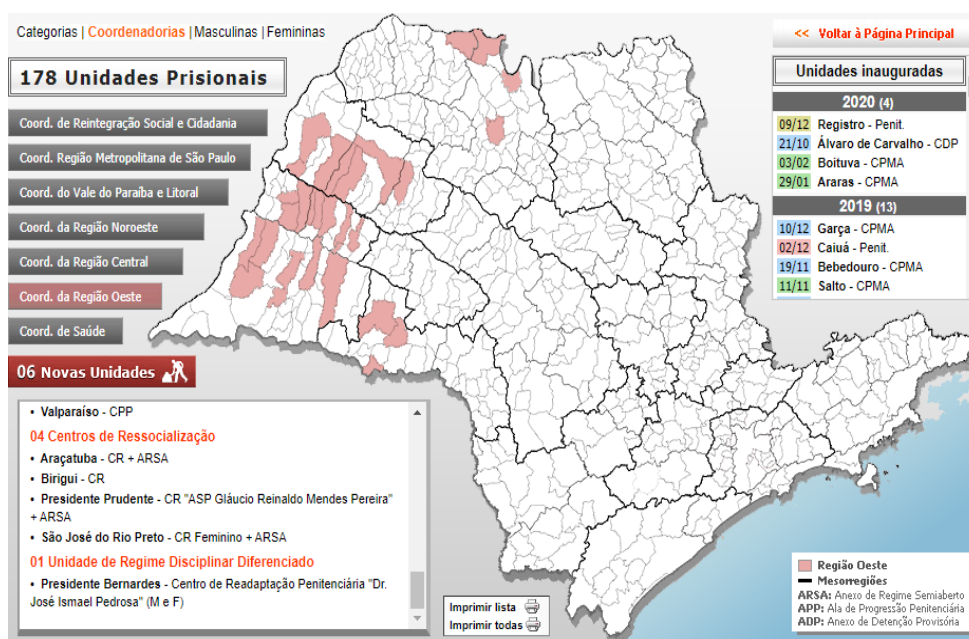 Categorias | Coordenadorias | Masculinas | Femininas
178 Unidades Prisionais
Coord. de Reintegração Social e Cidadania
Coord. Região Metropolitana de São Paulo
Coord. do Vale do Paraíba e Litoral
Coord. da Região Noroeste
Coord. da Região Central
Coord. da Região Oeste
Coord. de Saúde
06 Novas Unidades
• Valparaíso - CPP
04 Centros de Ressocialização
• Araçatuba - CR + ARSA
• Birigui - CR
• Presidente Prudente - CR "ASP Gláucio Reinaldo Mendes Pereira"
+ ARSA
• São José do Rio Preto - CR Feminino + ARSA
01 Unidade de Regime Disciplinar Diferenciado
• Presidente Bernardes - Centro de Readaptação Penitenciária "Dr.
José Ismael Pedrosa" (M e F)
Imprimir lista
Imprimir todas
<< Voltar à Página Principal
Unidades inauguradas
2020 (4)
09/12 Registro - Penit.
21/10 Álvaro de Carvalho - CDP
03/02 Boituva - CPMA
29/01 Araras - CPMA
2019 (13)
10/12 Garça - CPMA
02/12 Caiuá - Penit.
19/11 Bebedouro - CPMA
11/11 Salto - CPMA
Região Oeste
Mesorregiões
ARSA: Anexo de Regime Semiaberto
APP: Ala de Progressão Penitenciária
ADP: Anexo de Detenção Provisória